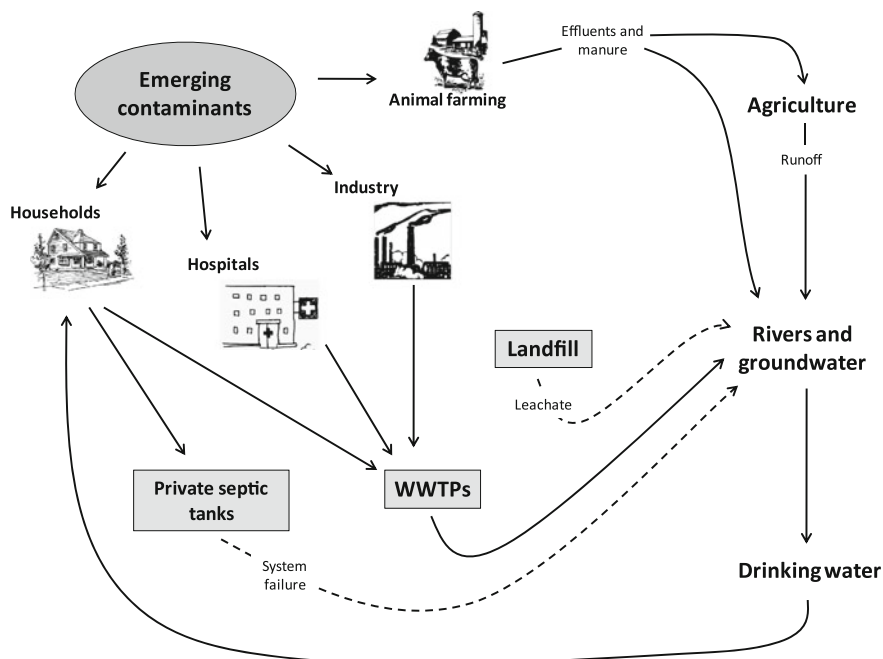 Emerging
contaminants
Animal farming
Effluents and
manure
Agriculture
Runoff
Households
Industry
Hospitals
Landfill
Leachate
Rivers and
groundwater
Private septic
tanks
WWTPs
System
failure
Drinking water